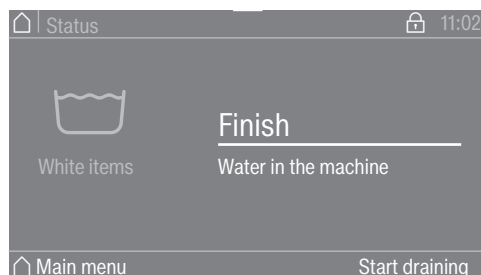 Status 11:02
Finish
White items Water in the machine
Main menu Start draining